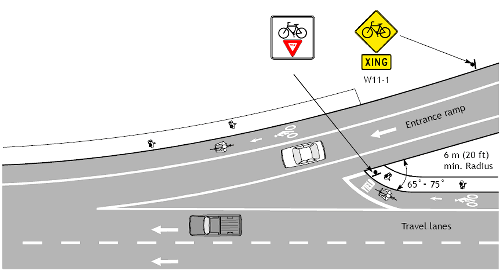 XING
W11-1
Entrance ramp
6 m (20 ft)
min. Radius
65° - 75°
Travel lanes